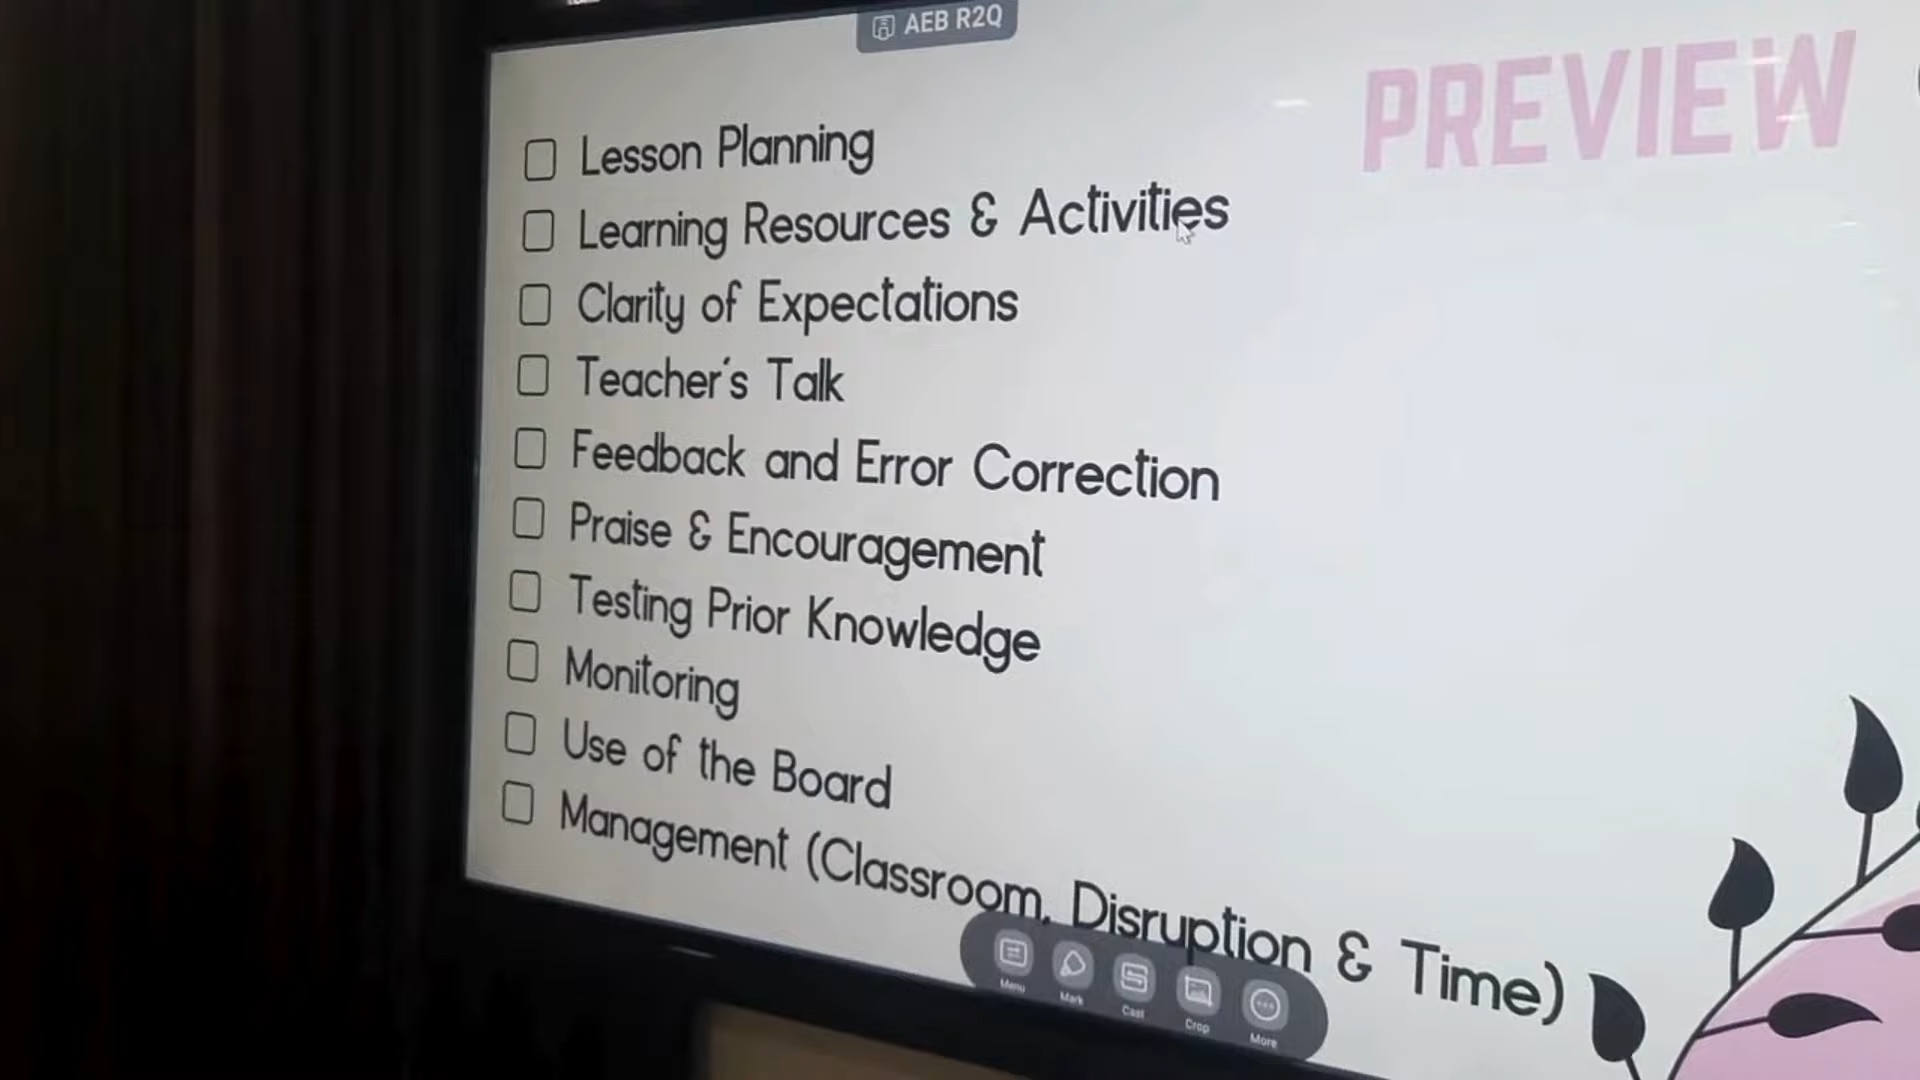 AEB R2Q
PREVIEW
Lesson Planning
Learning Resources & Activities
Clarity of Expectations
Teacher's Talk
Feedback and Error Correction
Praise & Encouragement
Testing Prior Knowledge
Monitoring
Use of the Board
Management (Classroom, Disruption & Time)
Menu
Mark
Cast
Crop
More